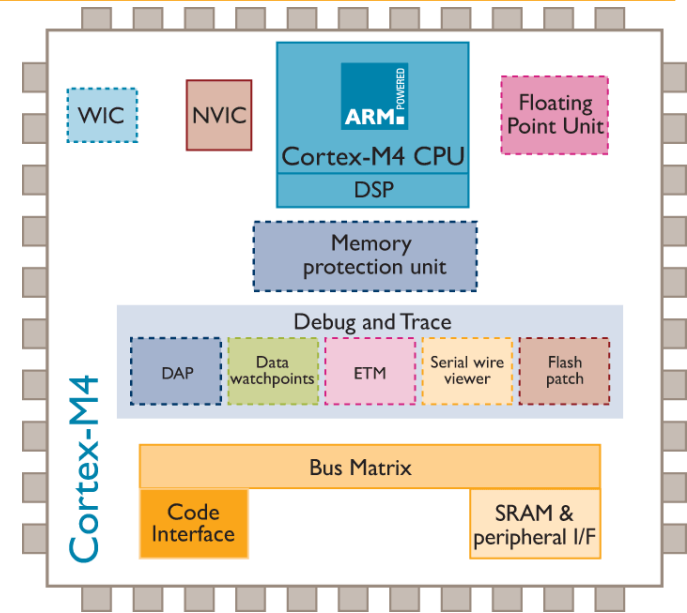 WIC
NVIC
ARM POWERED
Cortex-M4 CPU
DSP
Floating
Point Unit
Memory
protection unit
Debug and Trace
DAP
Data
watchpoints
ETM
Serial wire
viewer
Flash
patch
Cortex-M4
Bus Matrix
Code
Interface
SRAM &
peripheral I/F